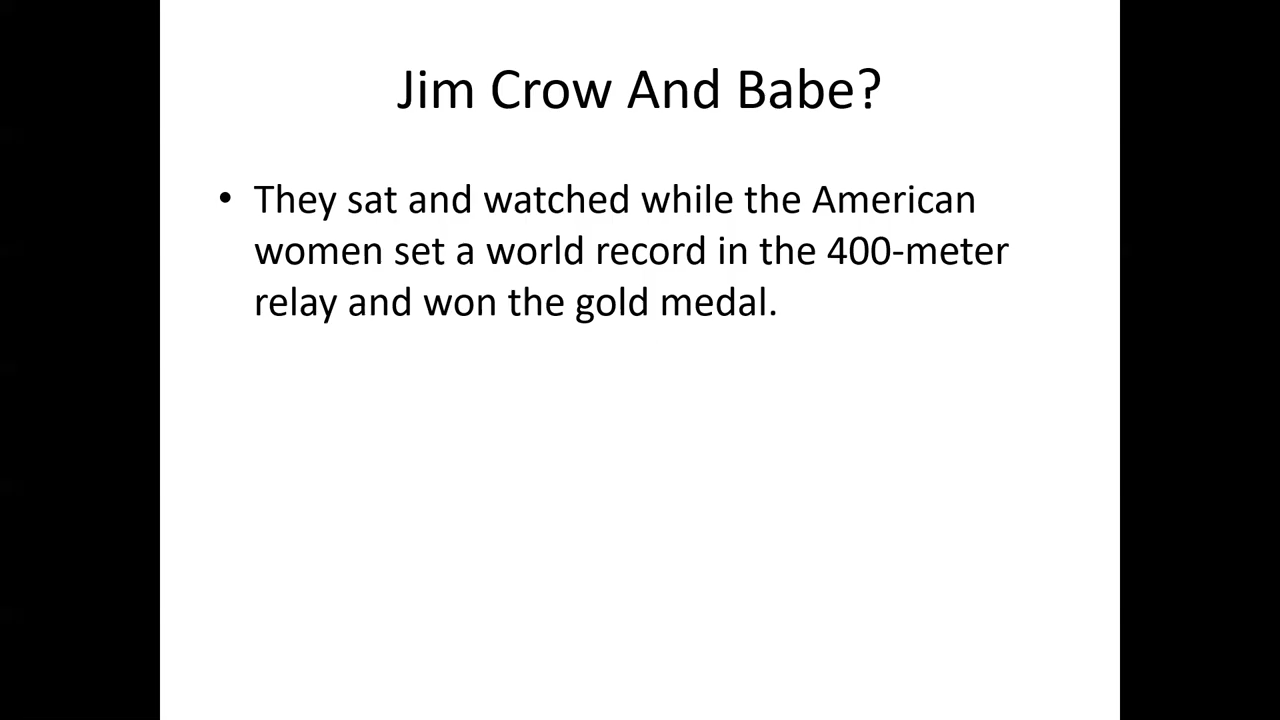 Jim Crow And Babe?
• They sat and watched while the American
women set a world record in the 400-meter
relay and won the gold medal.